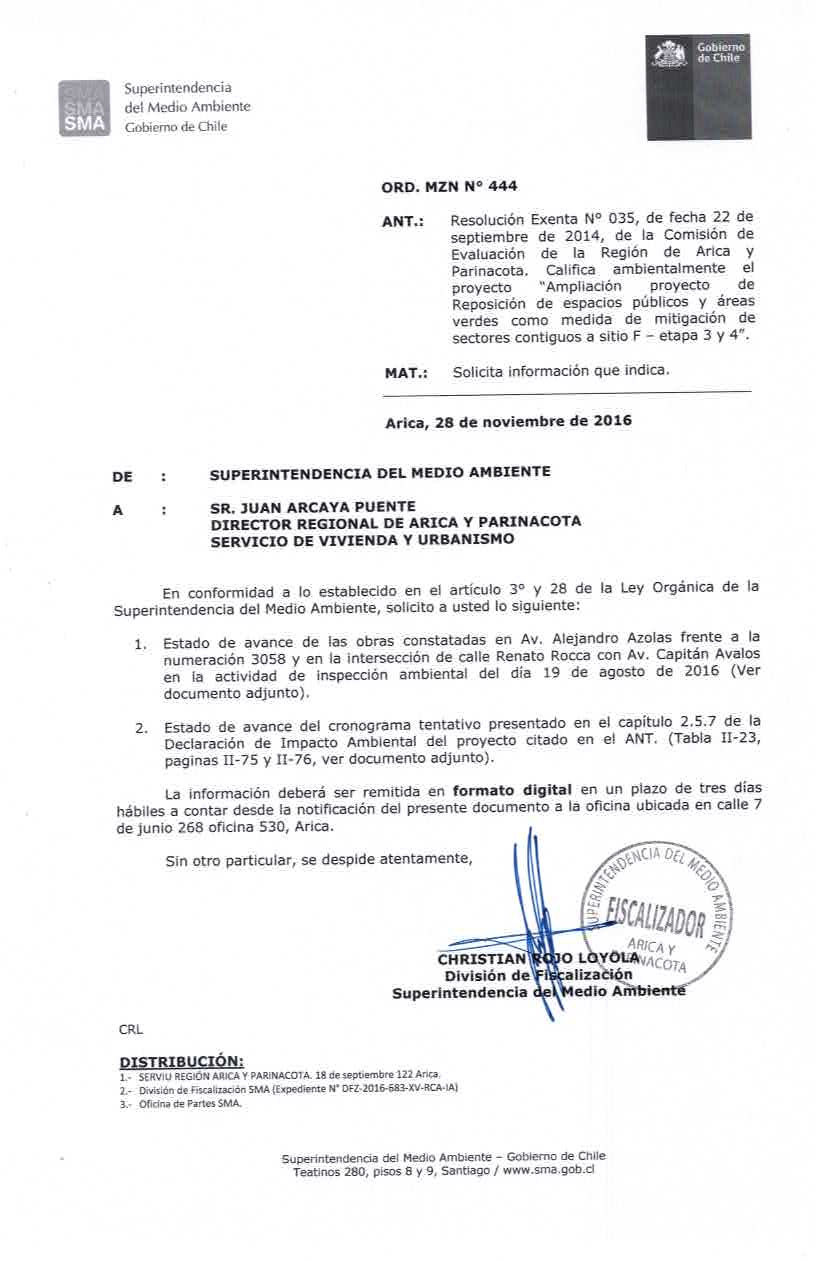 SMA
SMA
SMA
Superintendencia
del Medio Ambiente
Gobierno de Chile
Gobierno
de Chile
ORD. MZN Nº 444
ANT.: Resolución Exenta Nº 035, de fecha 22 de
septiembre de 2014, de la Comisión de
Evaluación de la Región de Arica y
Parinacota. Califica ambientalmente el
proyecto "Ampliación proyecto de
Reposición de espacios públicos y áreas
verdes como medida de mitigación de
sectores contiguos a sitio F – etapa 3 y 4".
MAT.: Solicita información que indica.
Arica, 28 de noviembre de 2016
DE : SUPERINTENDENCIA DEL MEDIO AMBIENTE
A : SR. JUAN ARCAYA PUENTE
DIRECTOR REGIONAL DE ARICA Y PARINACOTA
SERVICIO DE VIVIENDA Y URBANISMO
En conformidad a lo establecido en el artículo 3º y 28 de la Ley Orgánica de la
Superintendencia del Medio Ambiente, solicito a usted lo siguiente:
1. Estado de avance de las obras constatadas en Av. Alejandro Azolas frente a la
numeración 3058 y en la intersección de calle Renato Rocca con Av. Capitán Avalos
en la actividad de inspección ambiental del día 19 de agosto de 2016 (Ver
documento adjunto).
2. Estado de avance del cronograma tentativo presentado en el capítulo 2.5.7 de la
Declaración de Impacto Ambiental del proyecto citado en el ANT. (Tabla II-23,
paginas II-75 y II-76, ver documento adjunto).
La información deberá ser remitida en formato digital en un plazo de tres días
hábiles a contar desde la notificación del presente documento a la oficina ubicada en calle 7
de junio 268 oficina 530, Arica.
Sin otro particular, se despide atentamente,
SUPERINTENDENCIA DEL MEDIO AMBIENTE
FISCALIZADOR
ARICA Y
PARINACOTA
CHRISTIAN ROJO LOYOLA
División de Fiscalización
Superintendencia del Medio Ambiente
CRL
DISTRIBUCIÓN:
1.- SERVIU REGIÓN ARICA Y PARINACOTA. 18 de septiembre 122 Arica.
2.- División de Fiscalización SMA (Expediente N° DFZ-2016-683-XV-RCA-IA)
3.- Oficina de Partes SMA.
Superintendencia del Medio Ambiente – Gobierno de Chile
Teatinos 280, pisos 8 y 9, Santiago / www.sma.gob.cl